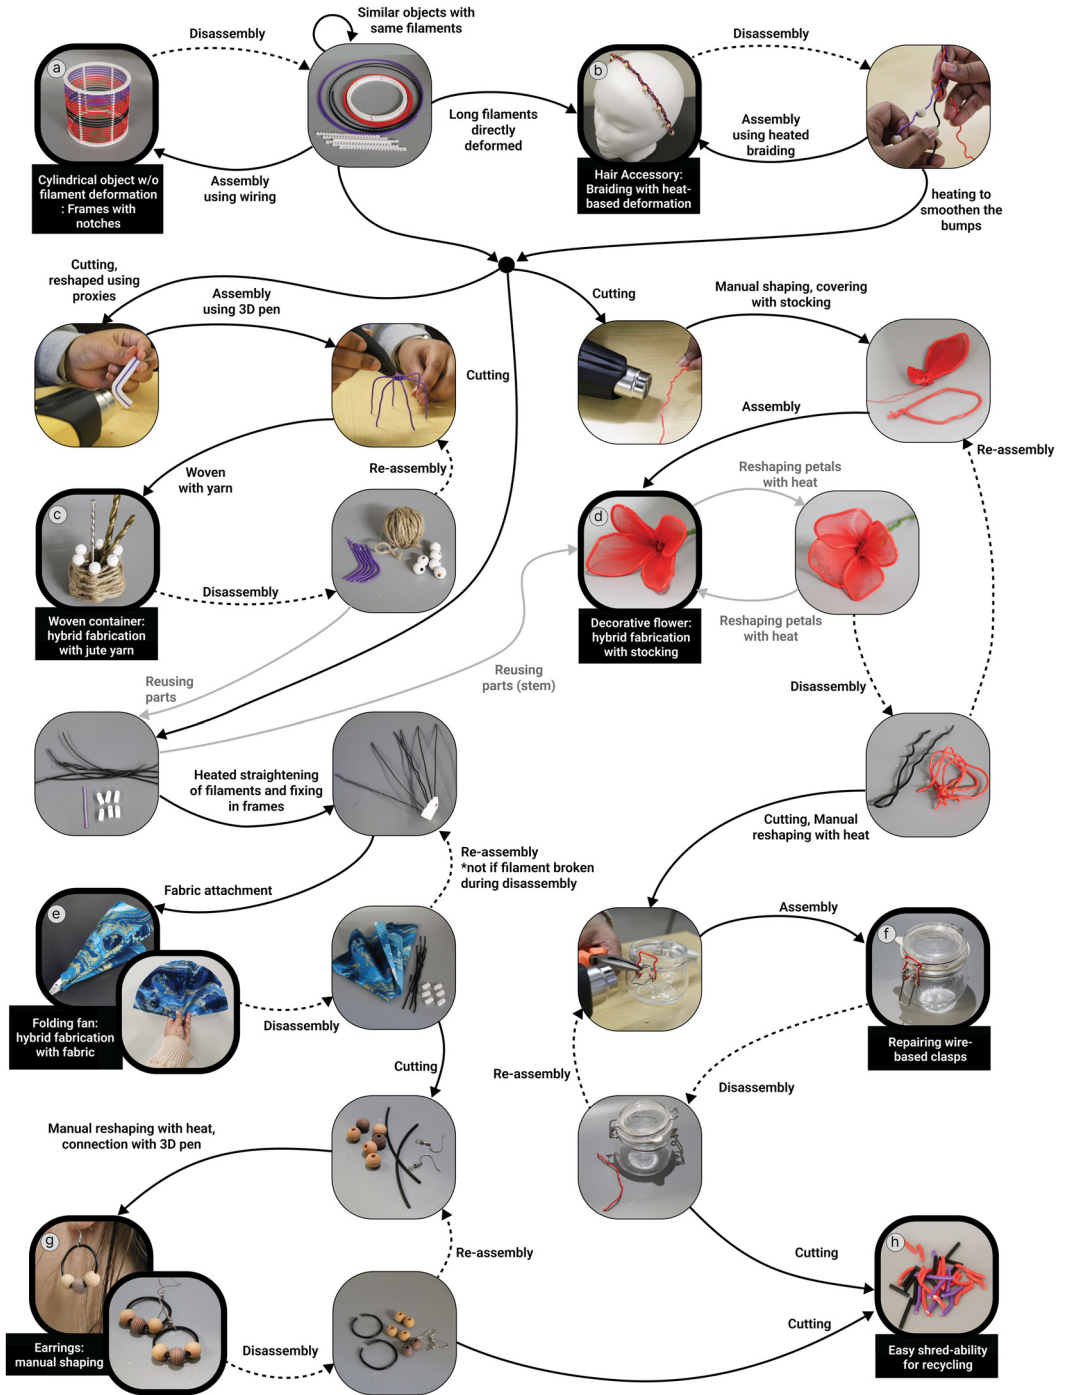 Similar objects with
same filaments
Disassembly
a
Long filaments
directly
deformed
Assembly
using wiring
Cylindrical object w/o
filament deformation
: Frames with
notches
Disassembly
b
Assembly
using heated
braiding
Hair Accessory:
Braiding with heat-
based deformation
heating to
smoothen the
bumps
Cutting,
reshaped using
proxies
Assembly
using 3D pen
Cutting
Cutting
Manual shaping, covering
with stocking
Assembly
Re-assembly
Woven
with yarn
Re-assembly
c
Disassembly
Woven container:
hybrid fabrication
with jute yarn
Reshaping petals
with heat
d
Reshaping petals
with heat
Decorative flower:
hybrid fabrication
with stocking
Reusing
parts
Reusing
parts (stem)
Disassembly
Heated straightening
of filaments and fixing
in frames
Cutting, Manual
reshaping with heat
Re-assembly
*not if filament broken
during disassembly
Fabric attachment
e
Disassembly
Folding fan:
hybrid fabrication
with fabric
Assembly
f
Repairing wire-
based clasps
Re-assembly
Disassembly
Cutting
Manual reshaping with heat,
connection with 3D pen
g
Re-assembly
Earrings:
manual shaping
Disassembly
Cutting
Cutting
h
Easy shred-ability
for recycling